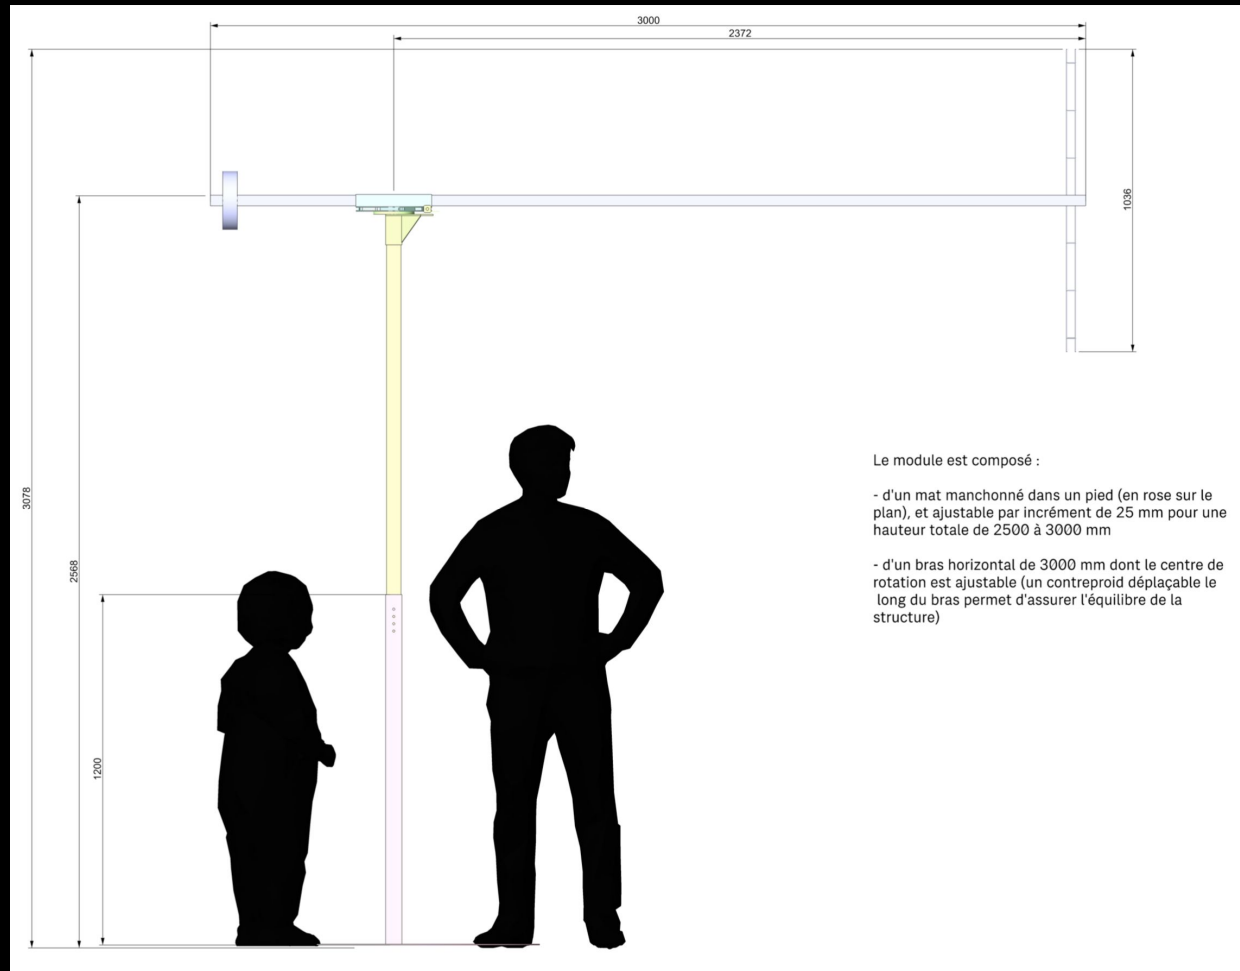 3000
2372
1036
3078
2568
1200
Le module est composé :
- d'un mat manchonné dans un pied (en rose sur le
plan), et ajustable par incrément de 25 mm pour une
hauteur totale de 2500 à 3000 mm
- d'un bras horizontal de 3000 mm dont le centre de
rotation est ajustable (un contreproid déplaçable le
long du bras permet d'assurer l'équilibre de la
structure)